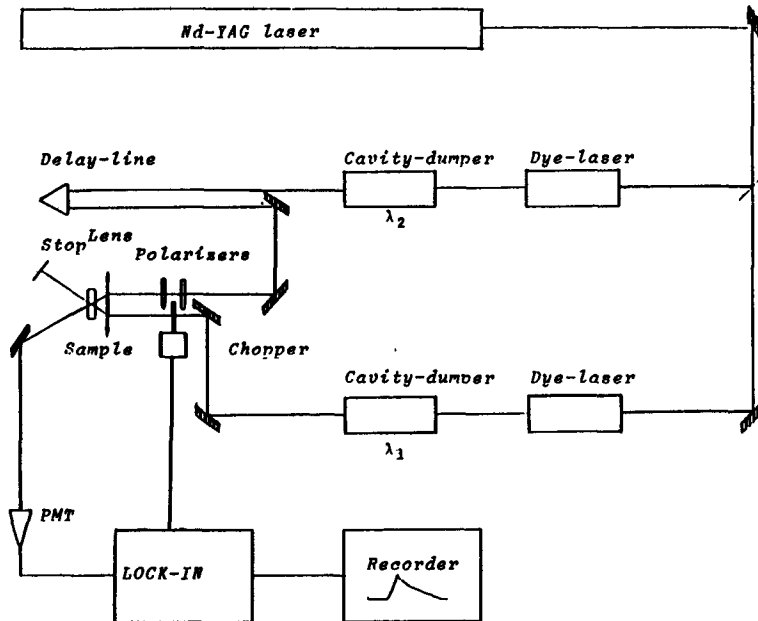 Nd-YAG laser
Delay-line
Cavity-dumper
Dye-laser
λ2
Stop
Lens
Polarizers
Sample
Chopper
Cavity-dumper
Dye-laser
λ1
PMT
LOCK-IN
Recorder